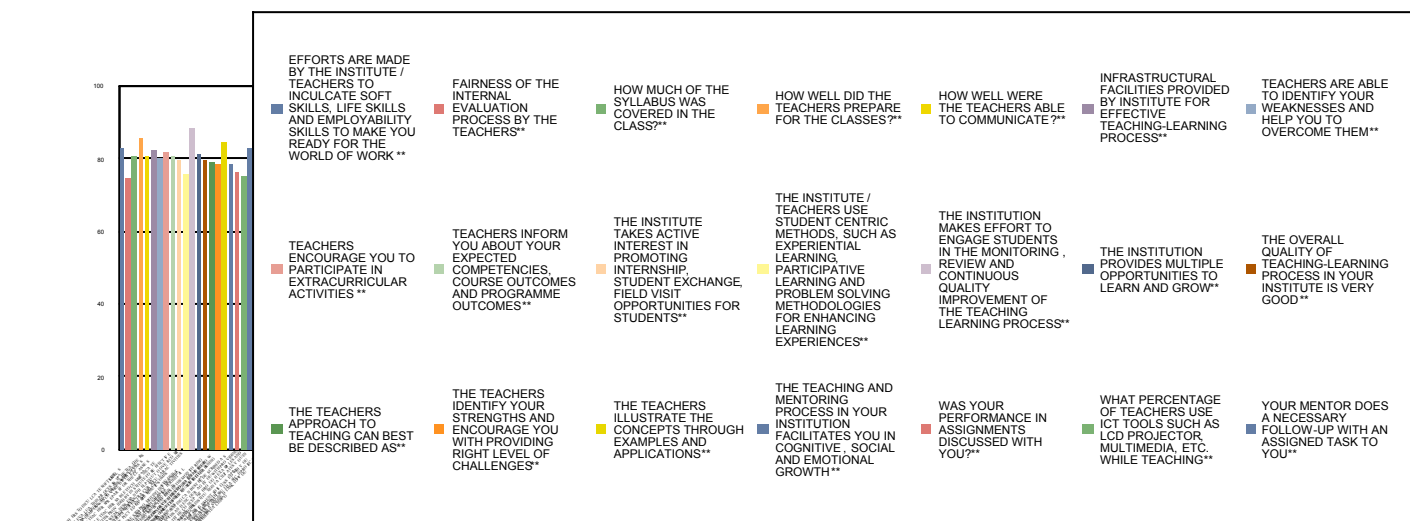 100
80
60
40
20
0
EFFORTS ARE MADE
BY THE INSTITUTE /
TEACHERS TO
INCULCATE SOFT
SKILLS, LIFE SKILLS
AND EMPLOYABILITY
SKILLS TO MAKE YOU
READY FOR THE
WORLD OF WORK **
FAIRNESS OF THE
INTERNAL
EVALUATION
PROCESS BY THE
TEACHERS**
HOW MUCH OF THE
SYLLABUS WAS
COVERED IN THE
CLASS?**
HOW WELL DID THE
TEACHERS PREPARE
FOR THE CLASSES?**
HOW WELL WERE
THE TEACHERS ABLE
TO COMMUNICATE?**
INFRASTRUCTURAL
FACILITIES PROVIDED
BY INSTITUTE FOR
EFFECTIVE
TEACHING-LEARNING
PROCESS**
TEACHERS ARE ABLE
TO IDENTIFY YOUR
WEAKNESSES AND
HELP YOU TO
OVERCOME THEM**
TEACHERS
ENCOURAGE YOU TO
PARTICIPATE IN
EXTRACURRICULAR
ACTIVITIES **
TEACHERS INFORM
YOU ABOUT YOUR
EXPECTED
COMPETENCIES,
COURSE OUTCOMES
AND PROGRAMME
OUTCOMES**
THE INSTITUTE
TAKES ACTIVE
INTEREST IN
PROMOTING
INTERNSHIP,
STUDENT EXCHANGE,
FIELD VISIT
OPPORTUNITIES FOR
STUDENTS**
THE INSTITUTE /
TEACHERS USE
STUDENT CENTRIC
METHODS, SUCH AS
EXPERIENTIAL
LEARNING,
PARTICIPATIVE
LEARNING AND
PROBLEM SOLVING
METHODOLOGIES
FOR ENHANCING
LEARNING
EXPERIENCES**
THE INSTITUTION
MAKES EFFORT TO
ENGAGE STUDENTS
IN THE MONITORING ,
REVIEW AND
CONTINUOUS
QUALITY
IMPROVEMENT OF
THE TEACHING
LEARNING PROCESS**
THE INSTITUTION
PROVIDES MULTIPLE
OPPORTUNITIES TO
LEARN AND GROW**
THE OVERALL
QUALITY OF
TEACHING-LEARNING
PROCESS IN YOUR
INSTITUTE IS VERY
GOOD**
THE TEACHERS
APPROACH TO
TEACHING CAN BEST
BE DESCRIBED AS**
THE TEACHERS
IDENTIFY YOUR
STRENGTHS AND
ENCOURAGE YOU
WITH PROVIDING
RIGHT LEVEL OF
CHALLENGES**
THE TEACHERS
ILLUSTRATE THE
CONCEPTS THROUGH
EXAMPLES AND
APPLICATIONS**
THE TEACHING AND
MENTORING
PROCESS IN YOUR
INSTITUTION
FACILITATES YOU IN
COGNITIVE , SOCIAL
AND EMOTIONAL
GROWTH**
WAS YOUR
PERFORMANCE IN
ASSIGNMENTS
DISCUSSED WITH
YOU?**
WHAT PERCENTAGE
OF TEACHERS USE
ICT TOOLS SUCH AS
LCD PROJECTOR,
MULTIMEDIA, ETC.
WHILE TEACHING**
YOUR MENTOR DOES
A NECESSARY
FOLLOW-UP WITH AN
ASSIGNED TASK TO
YOU**